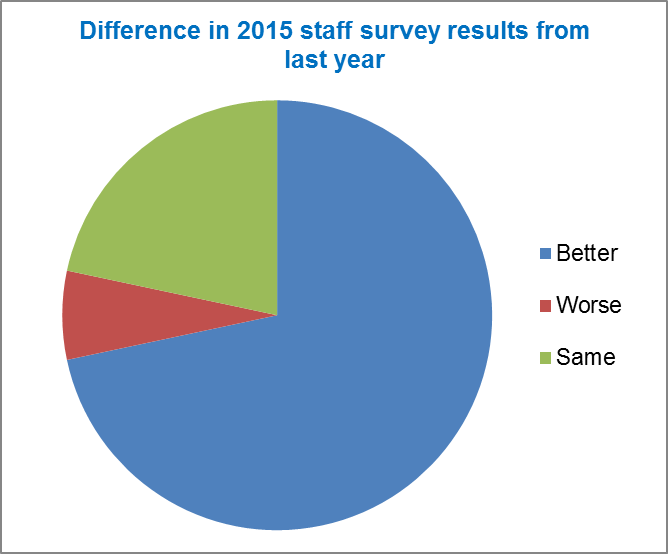 Difference in 2015 staff survey results from
last year
Better
Worse
Same